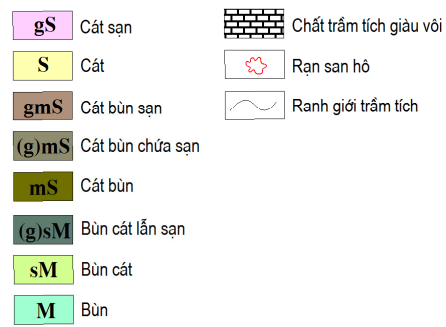 gS Cát sạn
S Cát
gmS Cát bùn sạn
(g)mS Cát bùn chứa sạn
mS Cát bùn
(g)sM Bùn cát lẫn sạn
sM Bùn cát
M Bùn
Chất trầm tích giàu vôi
Rạn san hô
Ranh giới trầm tích